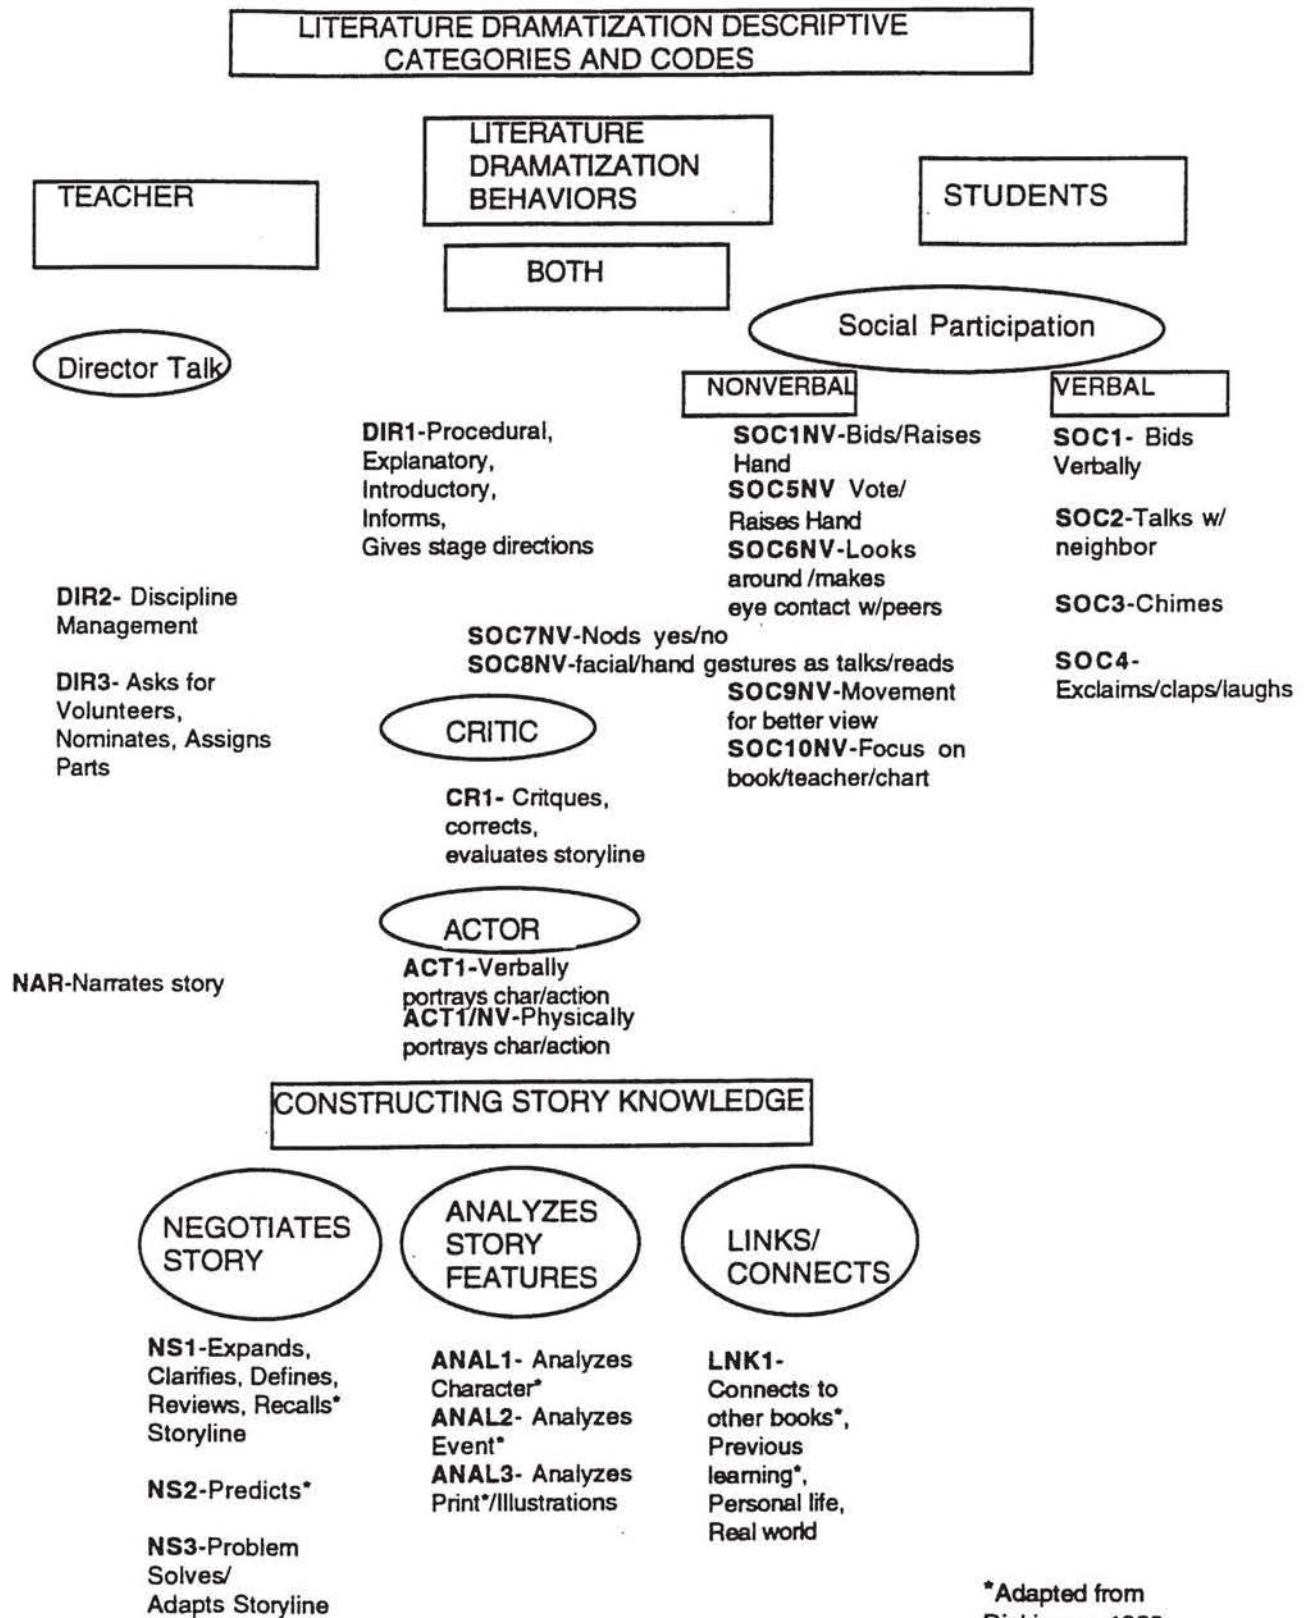 LITERATURE DRAMATIZATION DESCRIPTIVE
CATEGORIES AND CODES
LITERATURE
DRAMATIZATION
BEHAVIORS
TEACHER
STUDENTS
BOTH
Social Participation
Director Talk
NONVERBAL
VERBAL
DIR1-Procedural,
Explanatory,
Introductory,
Informs,
Gives stage directions
SOC1NV-Bids/Raises
Hand
SOC5NV Vote/
Raises Hand
SOC6NV-Looks
around /makes
eye contact w/peers
SOC1- Bids
Verbally
SOC2-Talks w/
neighbor
SOC3-Chimes
SOC4-
Exclaims/claps/laughs
DIR2- Discipline
Management
DIR3- Asks for
Volunteers,
Nominates, Assigns
Parts
SOC7NV-Nods yes/no
SOC8NV-facial/hand gestures as talks/reads
SOC9NV-Movement
for better view
SOC10NV-Focus on
book/teacher/chart
CRITIC
CR1- Critques,
corrects,
evaluates storyline
ACTOR
NAR-Narrates story
ACT1-Verbally
portrays char/action
ACT1/NV-Physically
portrays char/action
CONSTRUCTING STORY KNOWLEDGE
NEGOTIATES
STORY
ANALYZES
STORY
FEATURES
LINKS/
CONNECTS
NS1-Expands,
Clarifies, Defines,
Reviews, Recalls*
Storyline
NS2-Predicts*
NS3-Problem
Solves/
Adapts Storyline
ANAL1- Analyzes
Character*
ANAL2- Analyzes
Event*
ANAL3- Analyzes
Print*/Illustrations
LNK1-
Connects to
other books*,
Previous
learning*,
Personal life,
Real world
*Adapted from